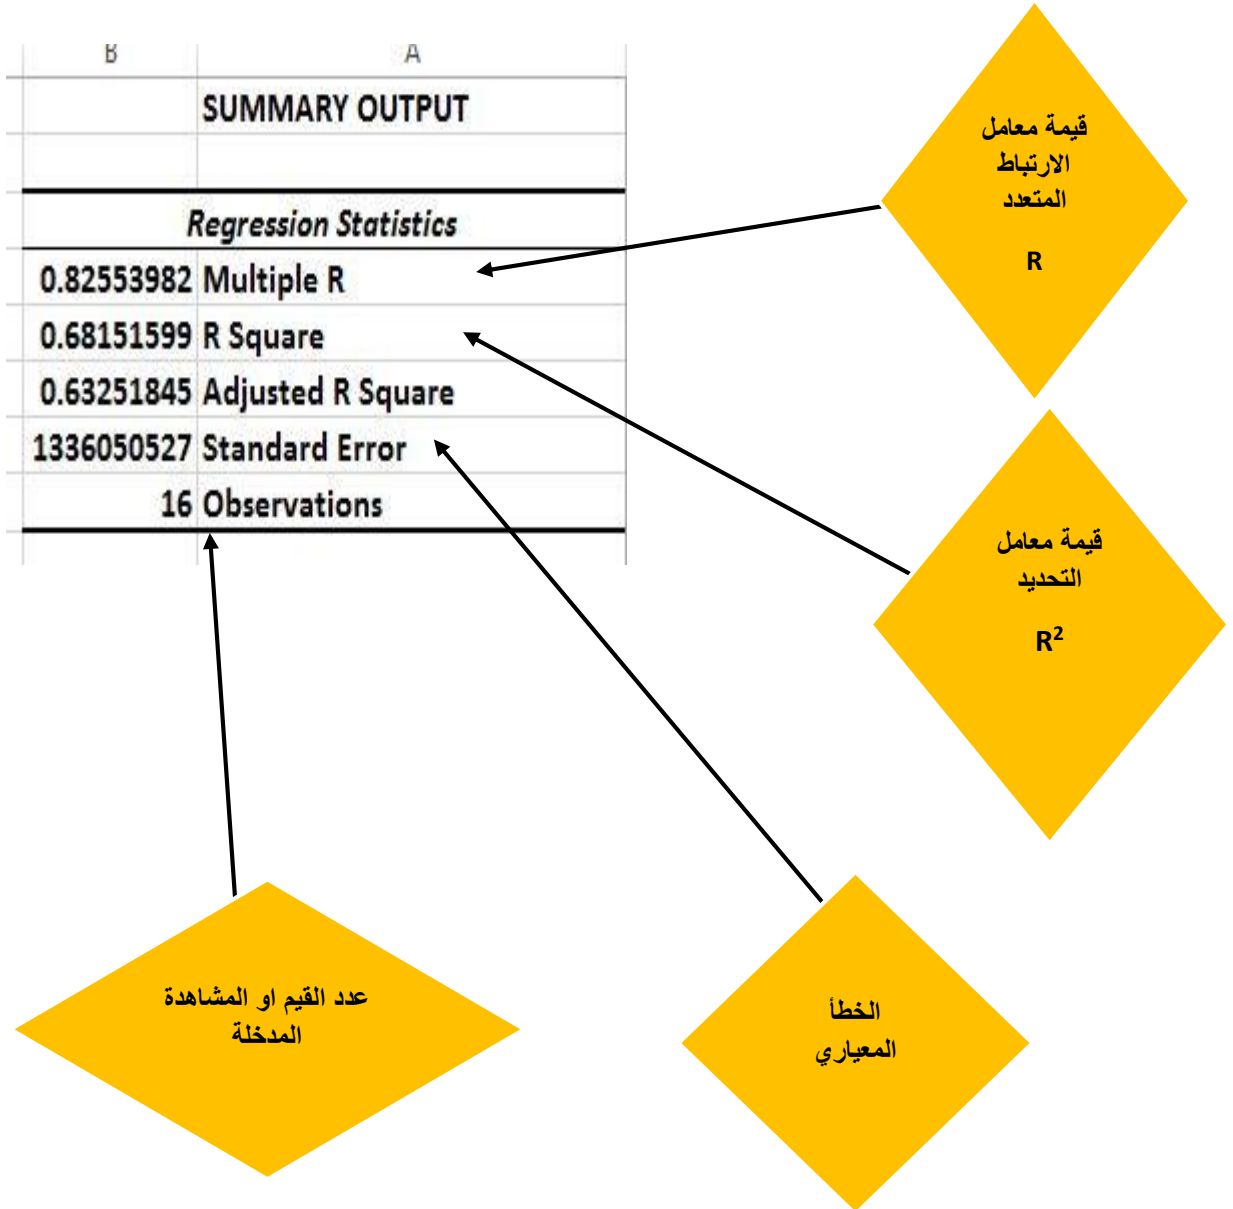 B A
SUMMARY OUTPUT
Regression Statistics
0.82553982 Multiple R
0.68151599 R Square
0.63251845 Adjusted R Square
1336050527 Standard Error
16 Observations
قيمة معامل
الارتباط
المتعدد
R
قيمة معامل
التحديد
R²
عدد القيم او المشاهدة
المدخلة
الخطأ
المعياري